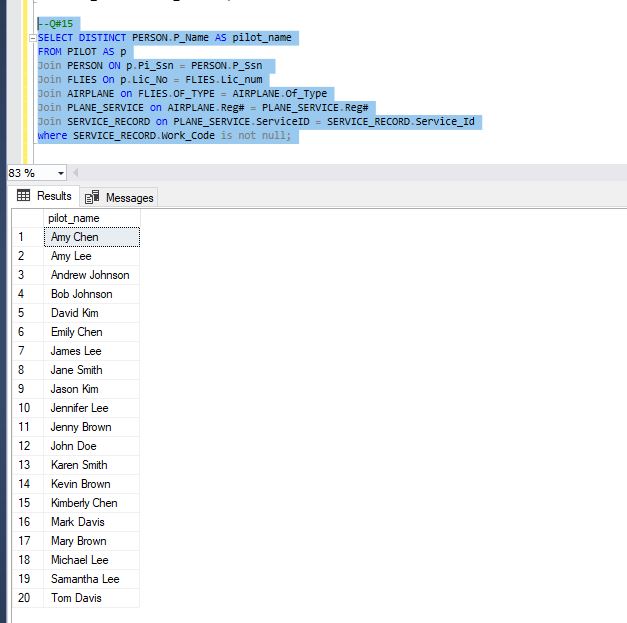 --Q#15
SELECT DISTINCT PERSON.P_Name AS pilot_name
FROM PILOT AS p
Join PERSON ON p.Pi_Ssn = PERSON.P_Ssn
Join FLIES On p.Lic_No = FLIES.Lic_num
Join AIRPLANE on FLIES.OF_TYPE = AIRPLANE.Of_Type
Join PLANE_SERVICE on AIRPLANE.Reg# = PLANE_SERVICE.Reg#
Join SERVICE_RECORD on PLANE_SERVICE.ServiceID = SERVICE_RECORD.Service_Id
where SERVICE_RECORD.Work_Code is not null;
83 %
Results Messages
pilot_name
1 Amy Chen
2 Amy Lee
3 Andrew Johnson
4 Bob Johnson
5 David Kim
6 Emily Chen
7 James Lee
8 Jane Smith
9 Jason Kim
10 Jennifer Lee
11 Jenny Brown
12 John Doe
13 Karen Smith
14 Kevin Brown
15 Kimberly Chen
16 Mark Davis
17 Mary Brown
18 Michael Lee
19 Samantha Lee
20 Tom Davis